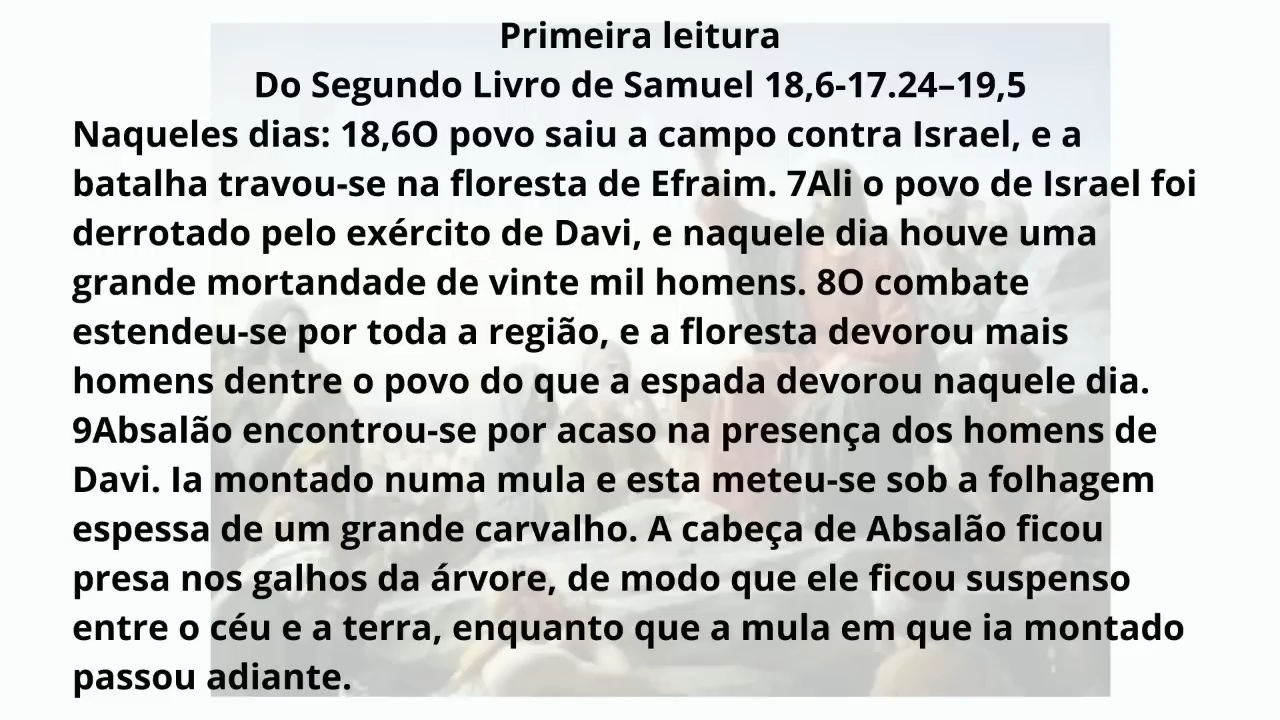 Primeira leitura
Do Segundo Livro de Samuel 18,6-17.24–19,5
Naqueles dias: 18,6O povo saiu a campo contra Israel, e a
batalha travou-se na floresta de Efraim. 7Ali o povo de Israel foi
derrotado pelo exército de Davi, e naquele dia houve uma
grande mortandade de vinte mil homens. 8O combate
estendeu-se por toda a região, e a floresta devorou mais
homens dentre o povo do que a espada devorou naquele dia.
9Absalão encontrou-se por acaso na presença dos homens de
Davi. Ia montado numa mula e esta meteu-se sob a folhagem
espessa de um grande carvalho. A cabeça de Absalão ficou
presa nos galhos da árvore, de modo que ele ficou suspenso
entre o céu e a terra, enquanto que a mula em que ia montado
passou adiante.